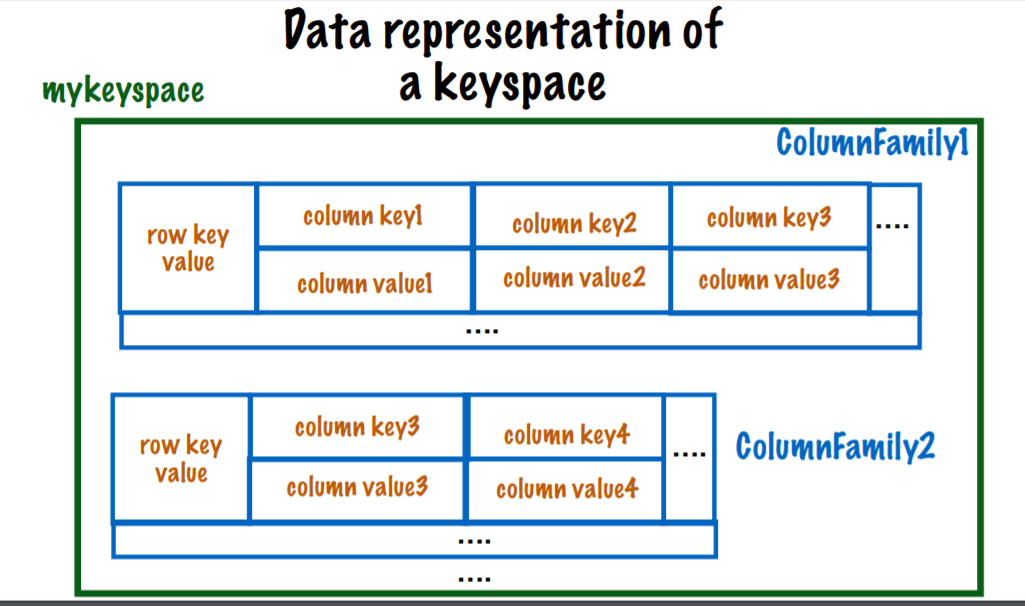 Data representation of
a keyspace
mykeyspace
ColumnFamily1
row key
value
column key1
column key2
column key3
....
column value1
column value2
column value3
....
row key
value
column key3
column key4
....
ColumnFamily2
column value3
column value4
....
....